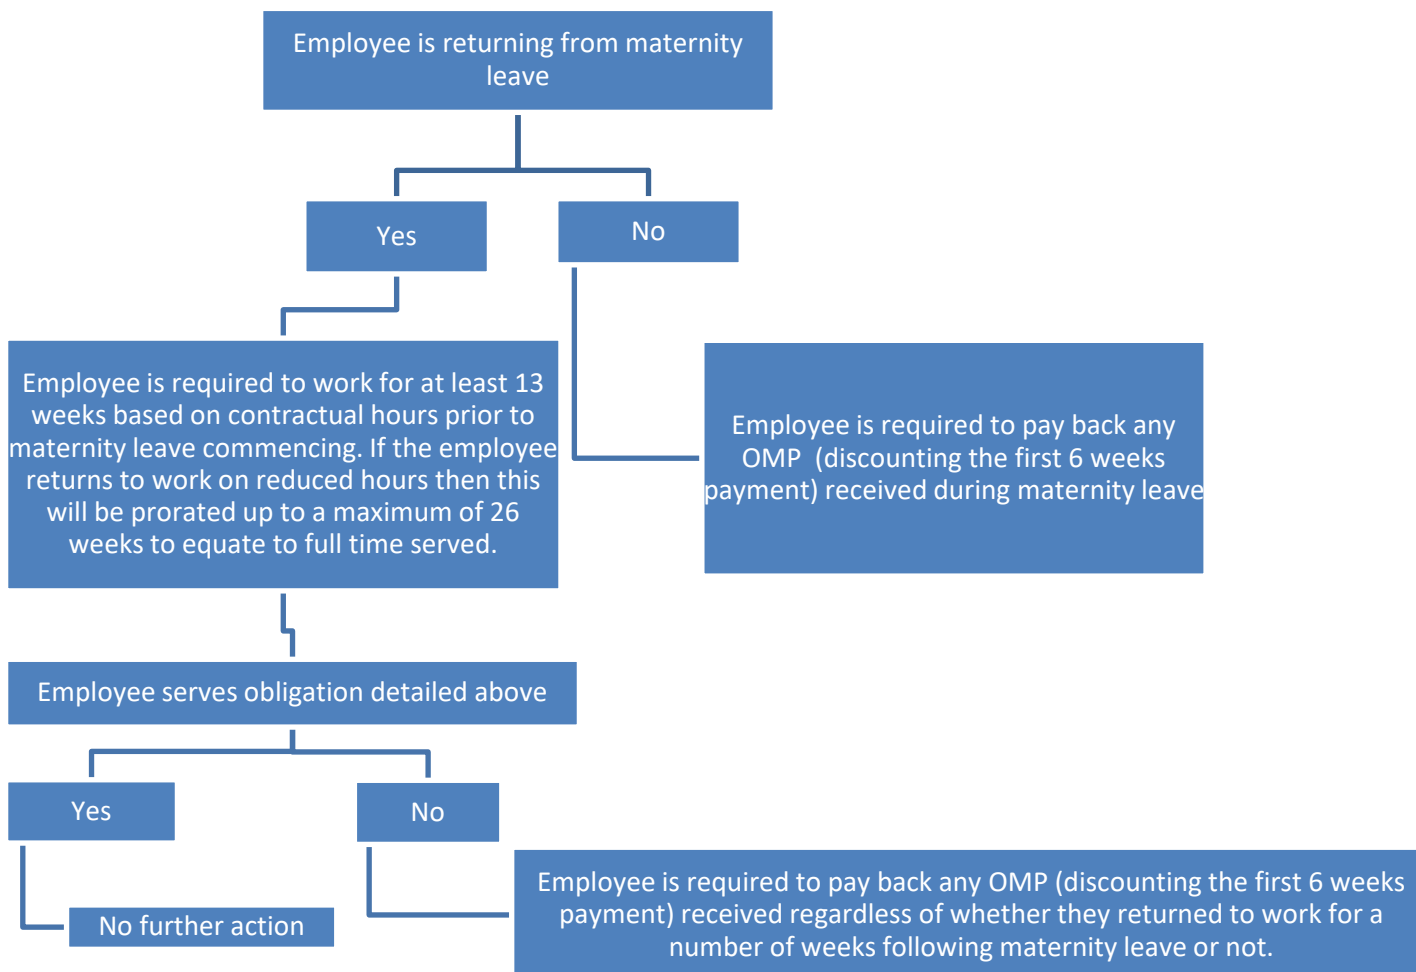 Employee is returning from maternity
leave
Yes
No
Employee is required to work for at least 13
weeks based on contractual hours prior to
maternity leave commencing. If the employee
returns to work on reduced hours then this
will be prorated up to a maximum of 26
weeks to equate to full time served.
Employee is required to pay back any
OMP  (discounting the first 6 weeks
payment) received during maternity leave
Employee serves obligation detailed above
Yes
No
No further action
Employee is required to pay back any OMP (discounting the first 6 weeks
payment) received regardless of whether they returned to work for a
number of weeks following maternity leave or not.